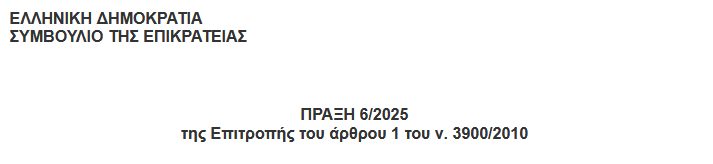 ΕΛΛΗΝΙΚΗ ΔΗΜΟΚΡΑΤΙΑ
ΣΥΜΒΟΥΛΙΟ ΤΗΣ ΕΠΙΚΡΑΤΕΙΑΣ
ΠΡΑΞΗ 6/2025
της Επιτροπής του άρθρου 1 του ν. 3900/2010